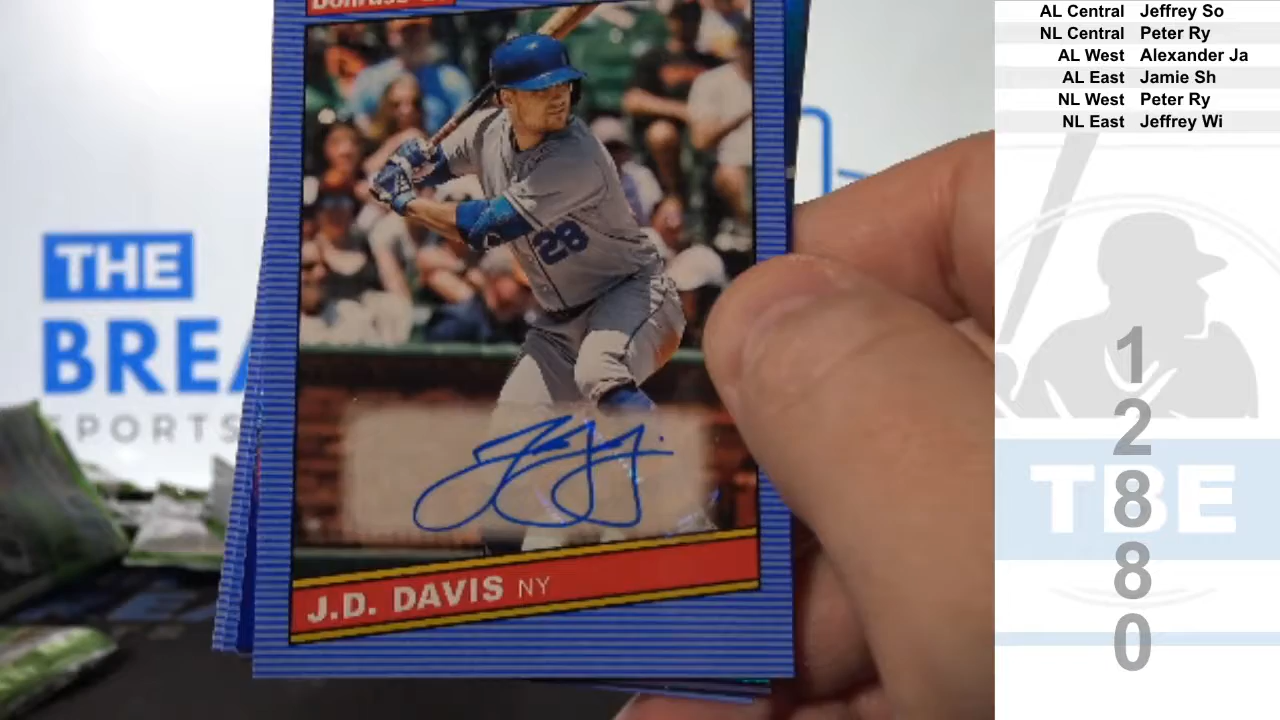 Donruss
THE
BREA
SPORTS
28
J.D. DAVIS NY
AL Central Jeffrey So
NL Central Peter Ry
AL West Alexander Ja
AL East Jamie Sh
NL West Peter Ry
NL East Jeffrey Wi
1
2
8
8
0
TBE